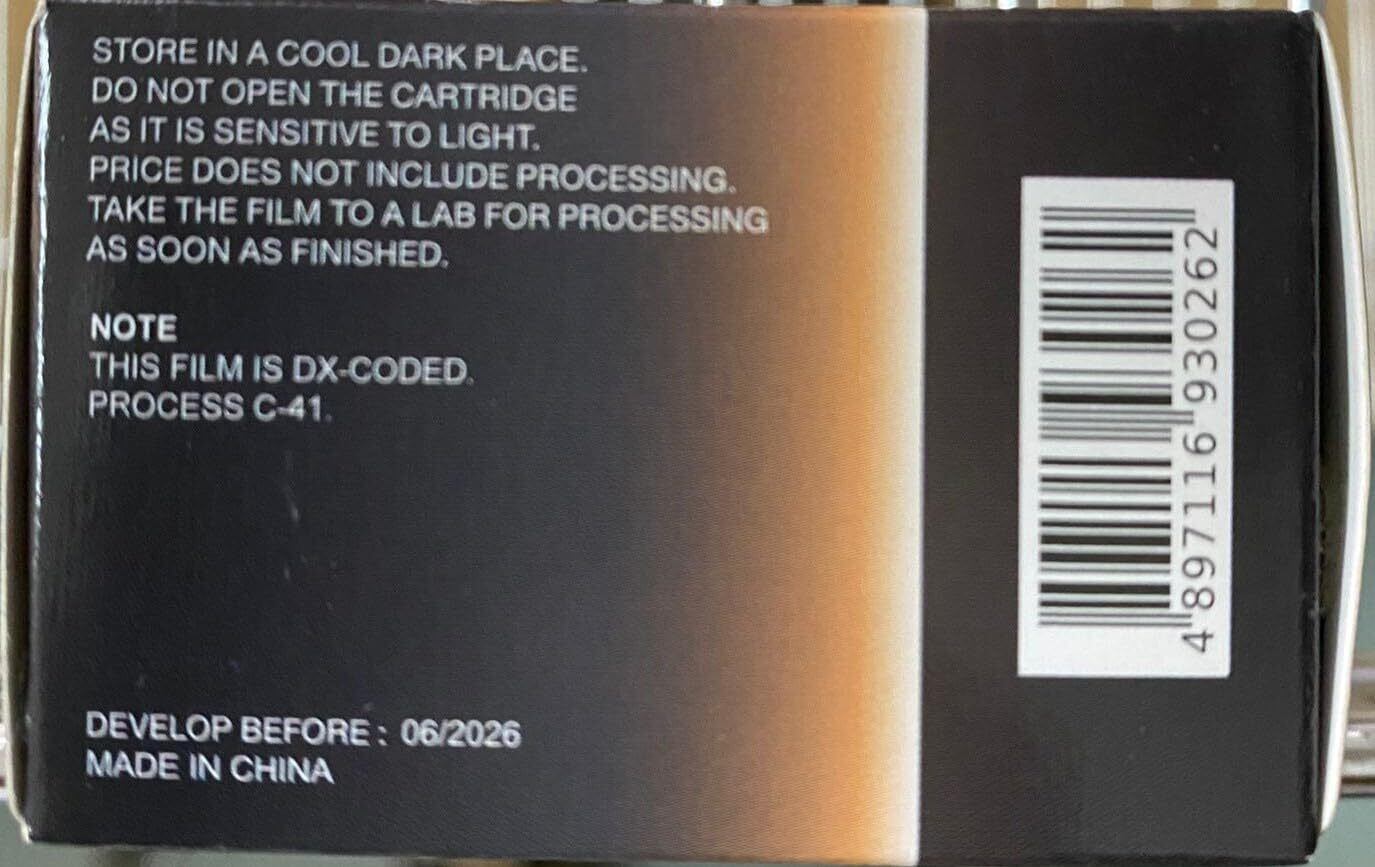 STORE IN A COOL DARK PLACE.
DO NOT OPEN THE CARTRIDGE
AS IT IS SENSITIVE TO LIGHT.
PRICE DOES NOT INCLUDE PROCESSING.
TAKE THE FILM TO A LAB FOR PROCESSING
AS SOON AS FINISHED.
NOTE
THIS FILM IS DX-CODED.
PROCESS C-41.
DEVELOP BEFORE : 06/2026
MADE IN CHINA
4 897116 930262